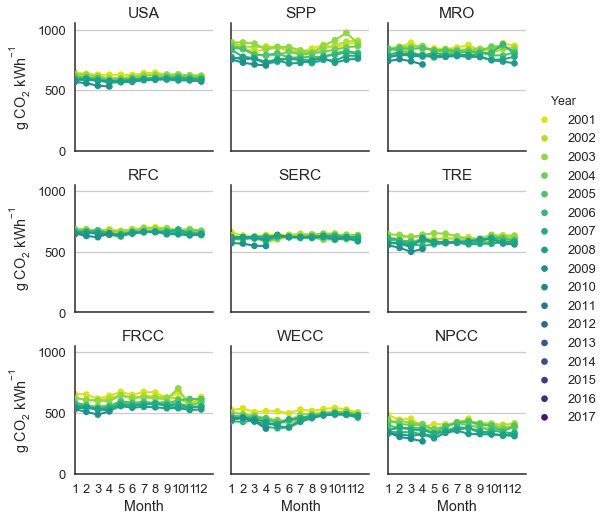 USA SPP MRO
1000
500
0
g CO2 kWh−1
RFC SERC TRE
1000
500
0
g CO2 kWh−1
FRCC WECC NPCC
1000
500
0
g CO2 kWh−1
1 2 3 4 5 6 7 8 9 10 11 12 1 2 3 4 5 6 7 8 9 10 11 12 1 2 3 4 5 6 7 8 9 10 11 12
Month Month Month
Year
2001
2002
2003
2004
2005
2006
2007
2008
2009
2010
2011
2012
2013
2014
2015
2016
2017